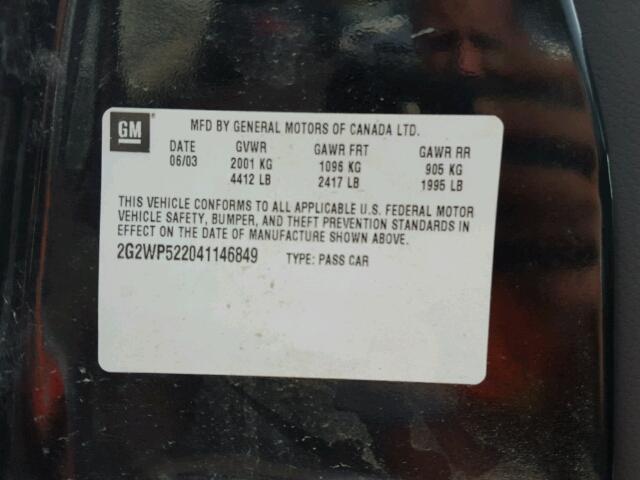 GM
MFD BY GENERAL MOTORS OF CANADA LTD.
DATE GVWR GAWR FRT GAWR RR
06/03 2001 KG 1096 KG 905 KG
4412 LB 2417 LB 1995 LB
THIS VEHICLE CONFORMS TO ALL APPLICABLE U.S. FEDERAL MOTOR
VEHICLE SAFETY, BUMPER, AND THEFT PREVENTION STANDARDS IN
EFFECT ON THE DATE OF MANUFACTURE SHOWN ABOVE.
2G2WP522041146849 TYPE: PASS CAR